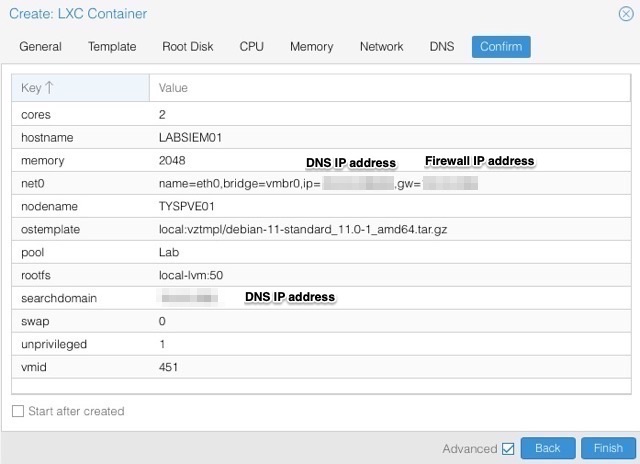 Create: LXC Container
General Template Root Disk CPU Memory Network DNS Confirm
Key ↑ Value
cores 2
hostname LABSIEM01
memory 2048 DNS IP address Firewall IP address
net0 name=eth0,bridge=vmbr0,ip= ,gw=
nodename TYSPVE01
ostemplate local:vztmpl/debian-11-standard_11.0-1_amd64.tar.gz
pool Lab
rootfs local-lvm:50
searchdomain DNS IP address
swap 0
unprivileged 1
vmid 451
Start after created
Advanced Back Finish